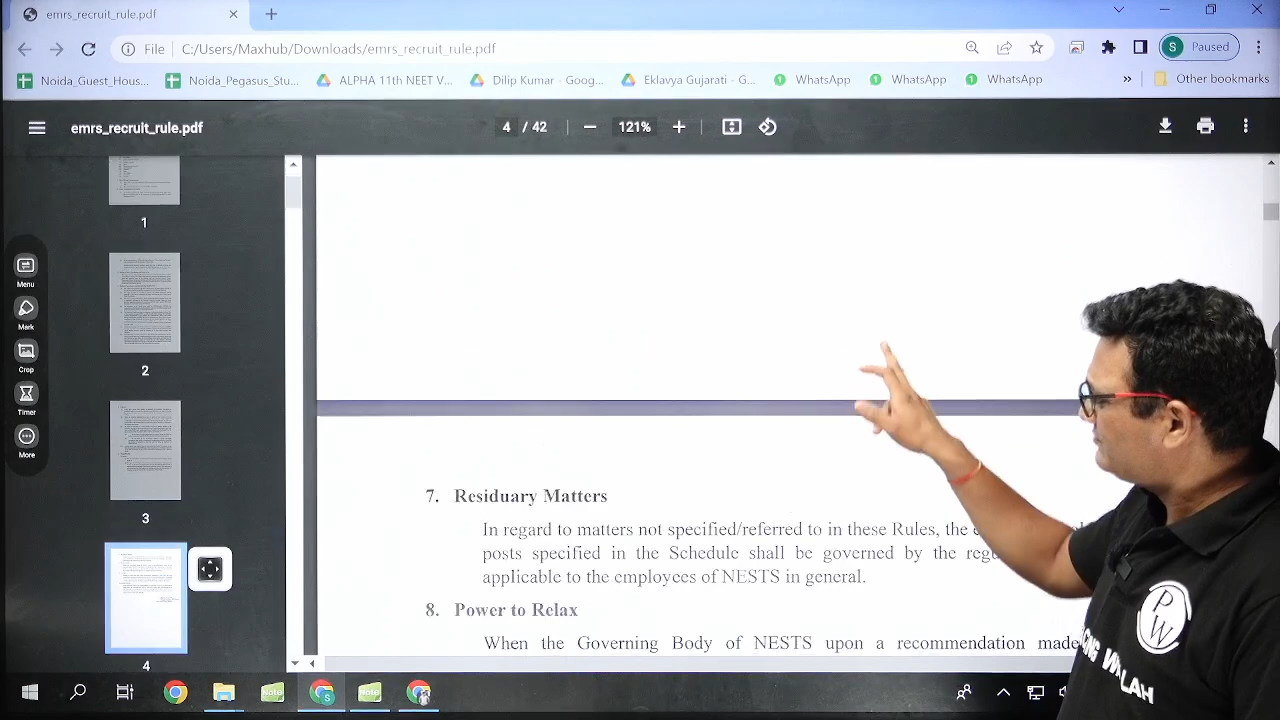 emrs_recruit_rule.pdf
File C:/Users/Maxhub/Downloads/emrs_recruit_rule.pdf
S Paused
Noida_Guest_Hous...
Noida_Pegasus_Stu...
ALPHA 11th NEET V...
Dilip Kumar - Goog...
Eklavya Gujarati - G...
WhatsApp
WhatsApp
WhatsApp
Other bookmarks
emrs_recruit_rule.pdf
4 / 42
121%
1
2
3
4
Menu
Mark
Crop
Timer
More
7. Residuary Matters
In regard to matters not specified/referred to in these Rules, the
posts specified in the Schedule shall be governed by the
applicable to the employees of NESTS in general.
8. Power to Relax
When the Governing Body of NESTS upon a recommendation made
PW